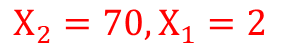 X₂ = 70, X₁ = 2